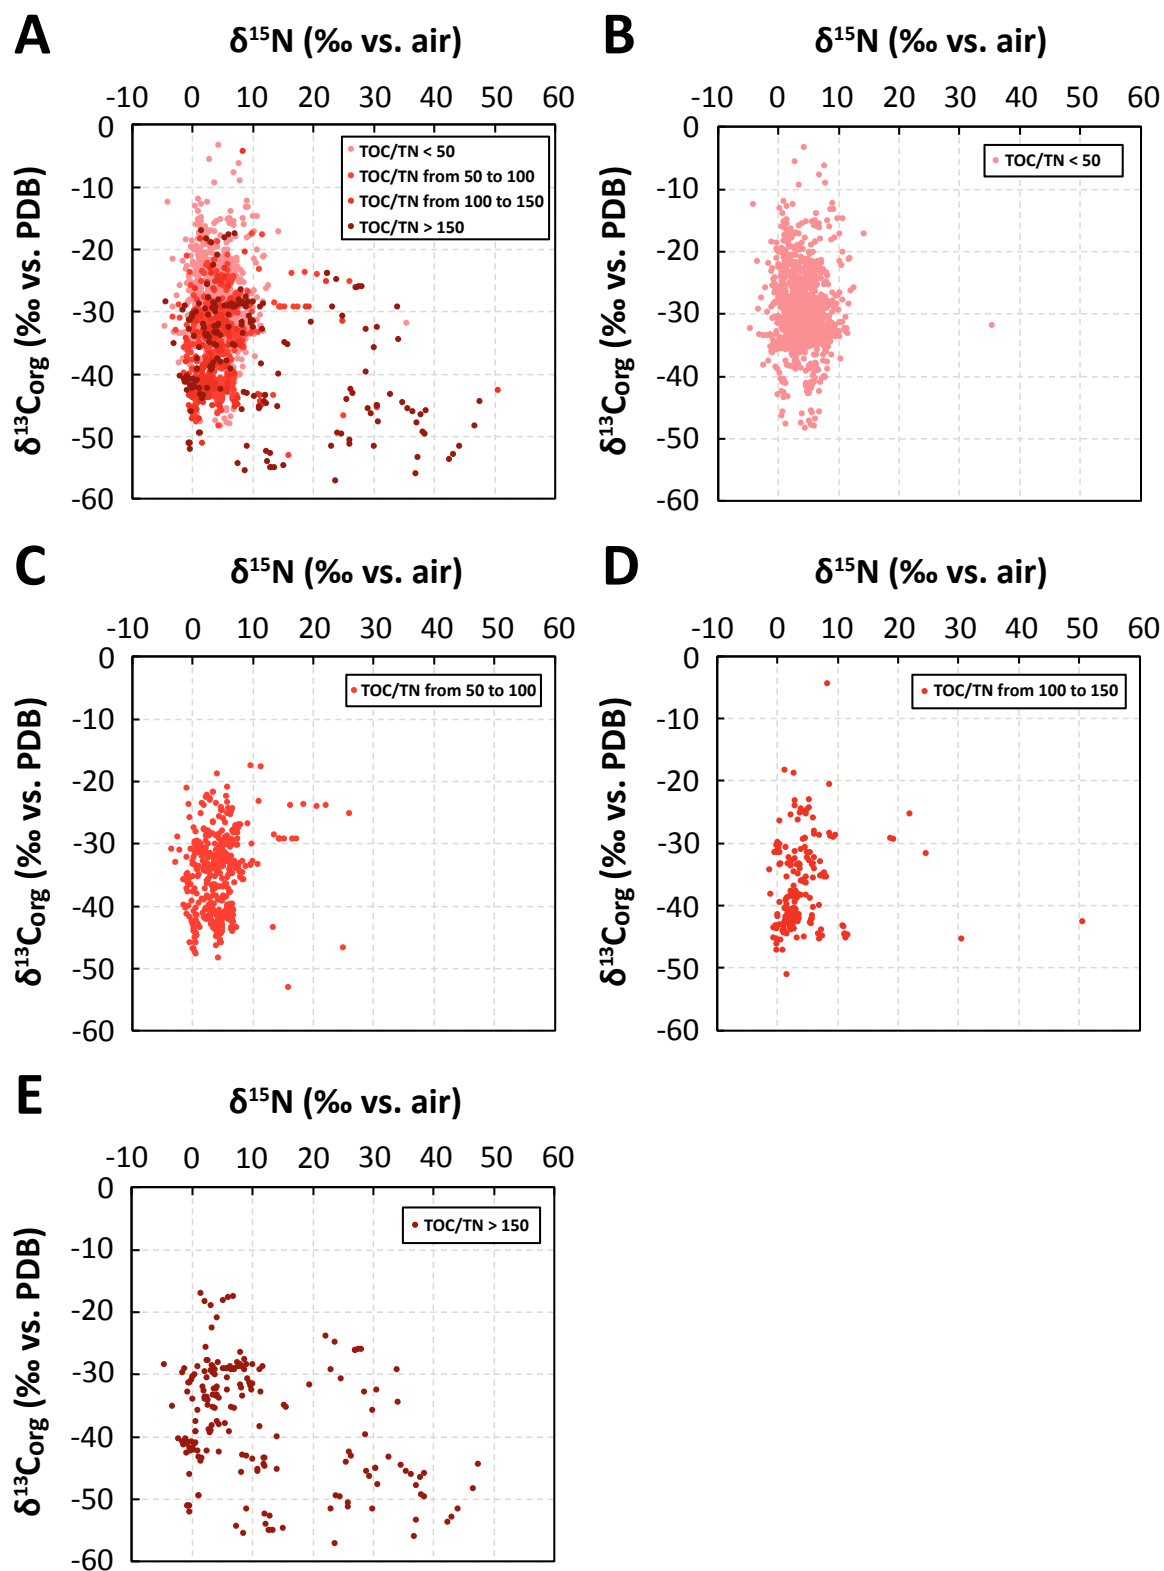 A
δ¹⁵N (‰ vs. air)
-10 0 10 20 30 40 50 60
0
-10
-20
-30
-40
-50
-60
δ¹³Corg (‰ vs. PDB)
TOC/TN < 50
TOC/TN from 50 to 100
TOC/TN from 100 to 150
TOC/TN > 150
B
δ¹⁵N (‰ vs. air)
-10 0 10 20 30 40 50 60
0
-10
-20
-30
-40
-50
-60
δ¹³Corg (‰ vs. PDB)
TOC/TN < 50
C
δ¹⁵N (‰ vs. air)
-10 0 10 20 30 40 50 60
0
-10
-20
-30
-40
-50
-60
δ¹³Corg (‰ vs. PDB)
TOC/TN from 50 to 100
D
δ¹⁵N (‰ vs. air)
-10 0 10 20 30 40 50 60
0
-10
-20
-30
-40
-50
-60
δ¹³Corg (‰ vs. PDB)
TOC/TN from 100 to 150
E
δ¹⁵N (‰ vs. air)
-10 0 10 20 30 40 50 60
0
-10
-20
-30
-40
-50
-60
δ¹³Corg (‰ vs. PDB)
TOC/TN > 150